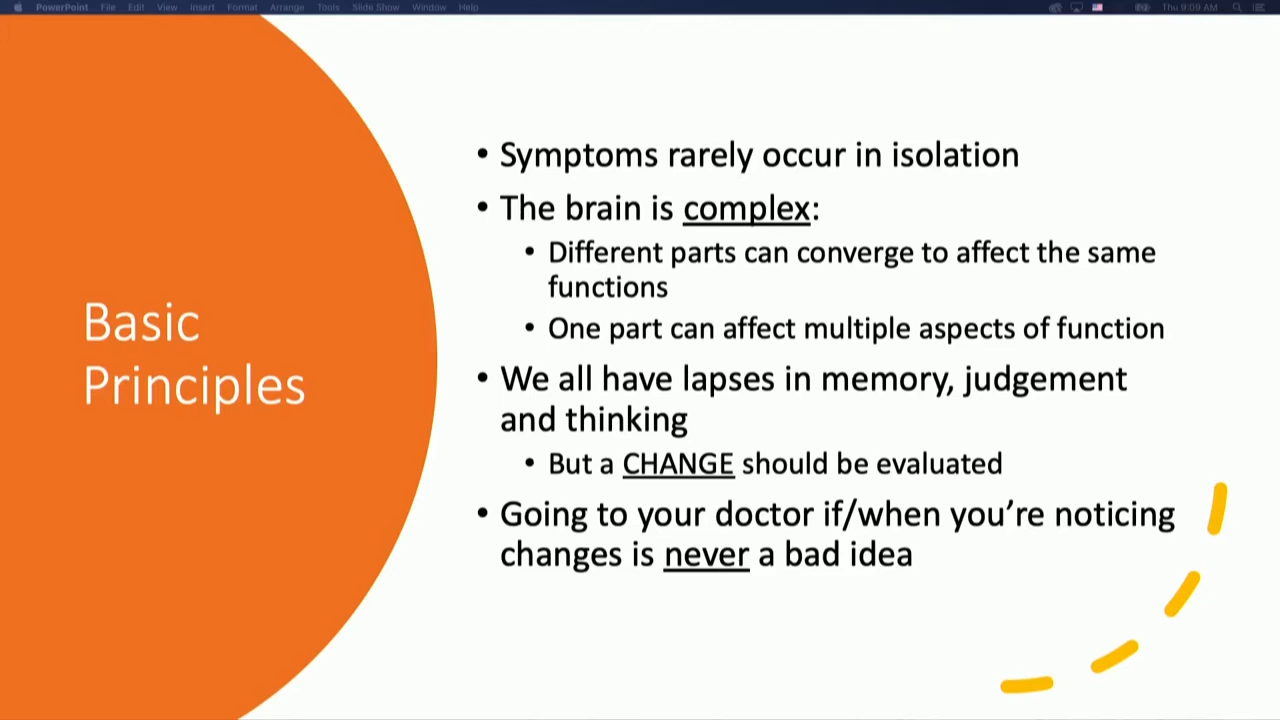 PowerPoint File Edit View Insert Format Arrange Tools Slide Show Window Help Thu 9:09 AM
Basic
Principles
• Symptoms rarely occur in isolation
• The brain is complex:
• Different parts can converge to affect the same
functions
• One part can affect multiple aspects of function
• We all have lapses in memory, judgement
and thinking
• But a CHANGE should be evaluated
• Going to your doctor if/when you’re noticing
changes is never a bad idea